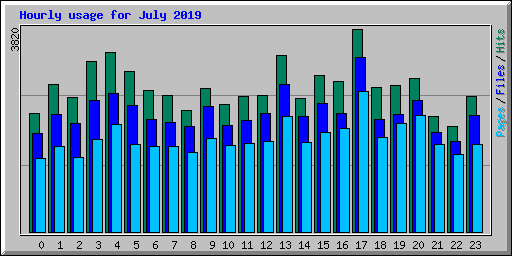 Hourly usage for July 2019
3820
Pages/Files/Hits
0 1 2 3 4 5 6 7 8 9 10 11 12 13 14 15 16 17 18 19 20 21 22 23